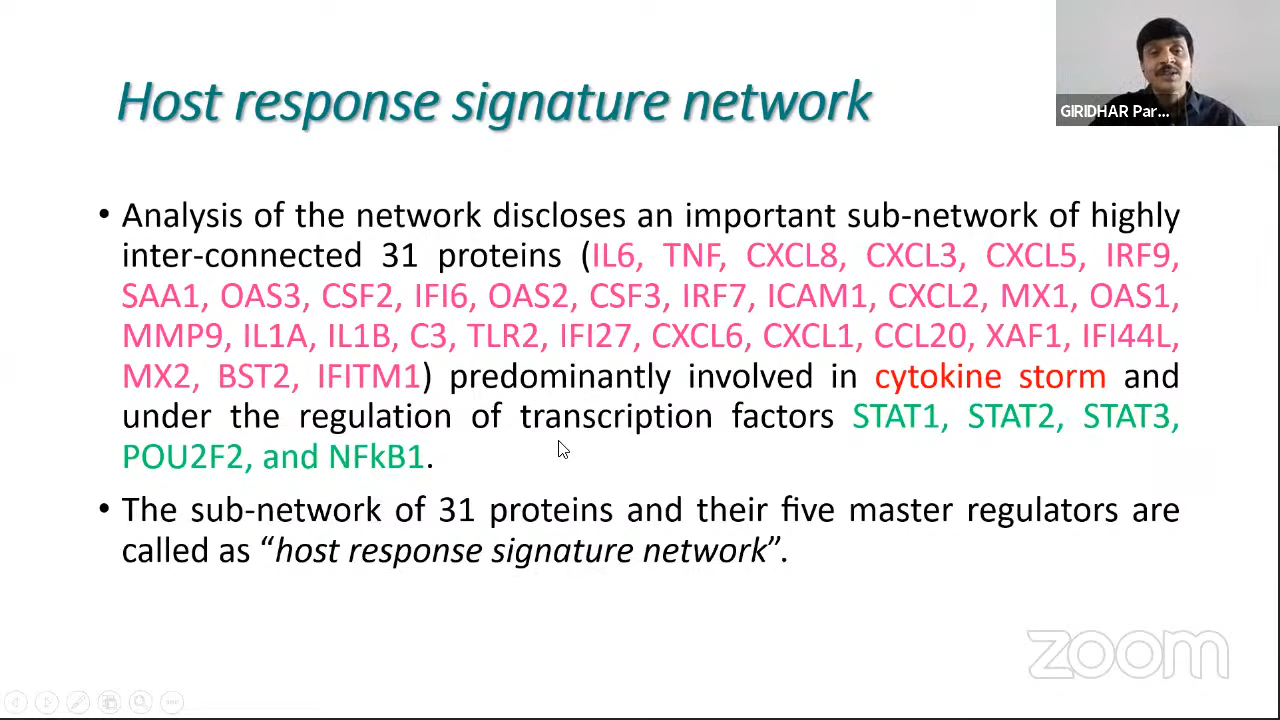 Host response signature network
GIRIDHAR Par...
• Analysis of the network discloses an important sub-network of highly
inter-connected 31 proteins (IL6, TNF, CXCL8, CXCL3, CXCL5, IRF9,
SAA1, OAS3, CSF2, IFI6, OAS2, CSF3, IRF7, ICAM1, CXCL2, MX1, OAS1,
MMP9, IL1A, IL1B, C3, TLR2, IFI27, CXCL6, CXCL1, CCL20, XAF1, IFI44L,
MX2, BST2, IFITM1) predominantly involved in cytokine storm and
under the regulation of transcription factors STAT1, STAT2, STAT3,
POU2F2, and NFkB1.
• The sub-network of 31 proteins and their five master regulators are
called as “host response signature network”.
zoom